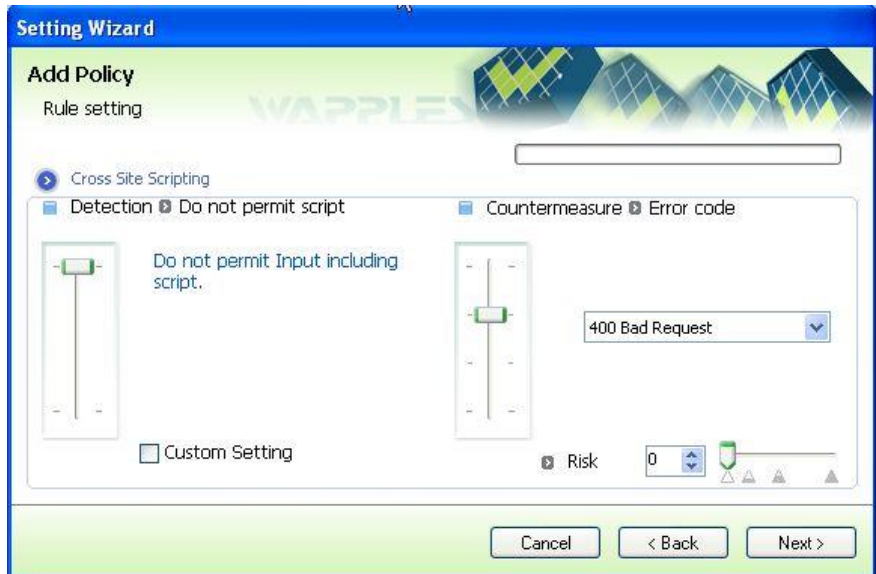 Setting Wizard
Add Policy
Rule setting
WAPPLES
Cross Site Scripting
Detection Do not permit script
Countermeasure Error code
Do not permit Input including
script.
400 Bad Request
Custom Setting
Risk 0
Cancel < Back Next >